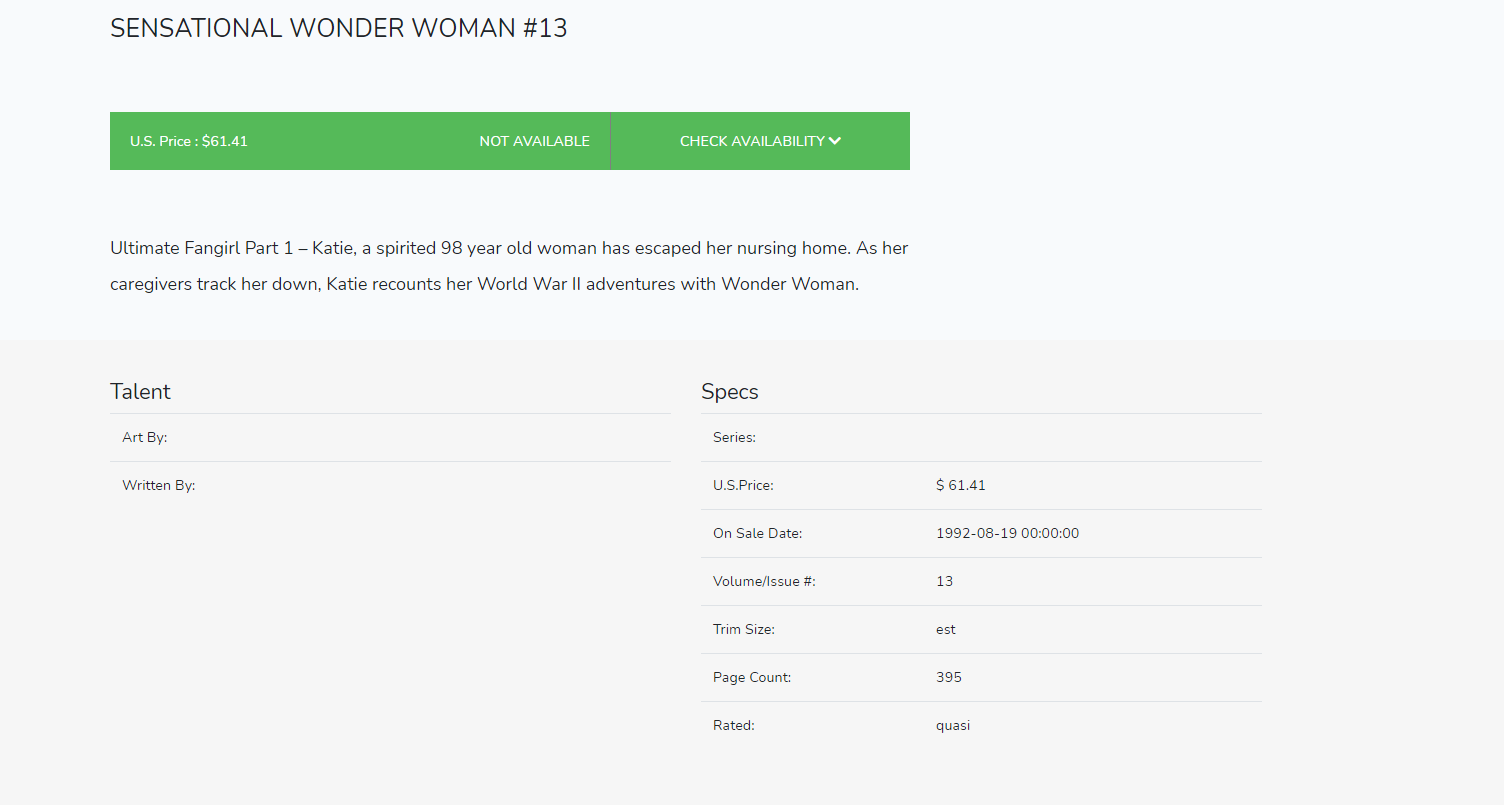 SENSATIONAL WONDER WOMAN #13
U.S. Price : $61.41 NOT AVAILABLE CHECK AVAILABILITY
Ultimate Fangirl Part 1 – Katie, a spirited 98 year old woman has escaped her nursing home. As her
caregivers track her down, Katie recounts her World War II adventures with Wonder Woman.
Talent
Art By:
Written By:
Specs
Series:
U.S.Price: $ 61.41
On Sale Date: 1992-08-19 00:00:00
Volume/Issue #: 13
Trim Size: est
Page Count: 395
Rated: quasi